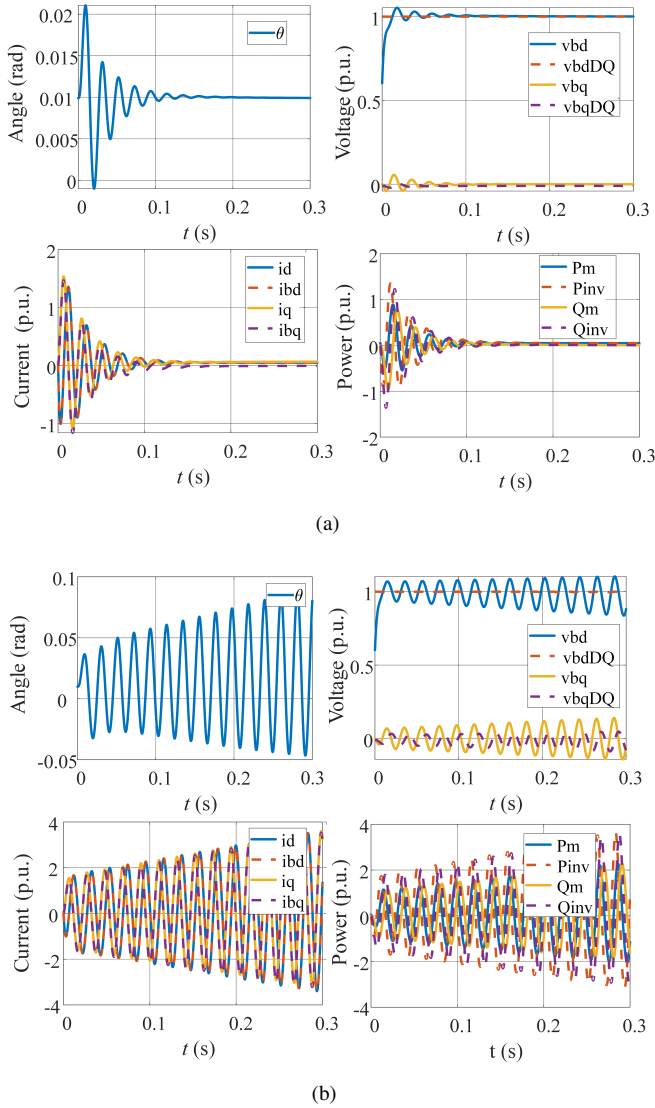 0.02
0.015
0.01
0.005
0
Angle (rad)
θ
0 0.1 0.2 0.3
t (s)
1
0.5
0
Voltage (p.u.)
vbd
vbdDQ
vbq
vbqDQ
0 0.1 0.2 0.3
t (s)
2
1
0
-1
Current (p.u.)
id
ibd
iq
ibq
0 0.1 0.2 0.3
t (s)
2
1
0
-1
-2
Power (p.u.)
Pm
Pinv
Qm
Qinv
0 0.1 0.2 0.3
t (s)
(a)
0.1
0.05
0
-0.05
Angle (rad)
θ
0 0.1 0.2 0.3
t (s)
1
0.5
0
Voltage (p.u.)
vbd
vbdDQ
vbq
vbqDQ
0 0.1 0.2 0.3
t (s)
4
2
0
-2
-4
Current (p.u.)
id
ibd
iq
ibq
0 0.1 0.2 0.3
t (s)
4
2
0
-2
-4
Power (p.u.)
Pm
Pinv
Qm
Qinv
0 0.1 0.2 0.3
t (s)
(b)